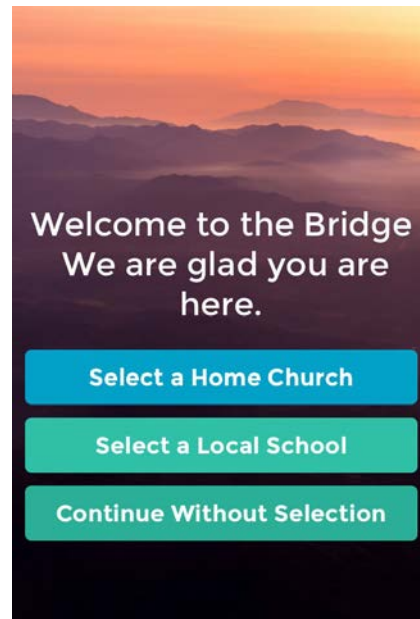 Welcome to the Bridge
We are glad you are
here.
Select a Home Church
Select a Local School
Continue Without Selection